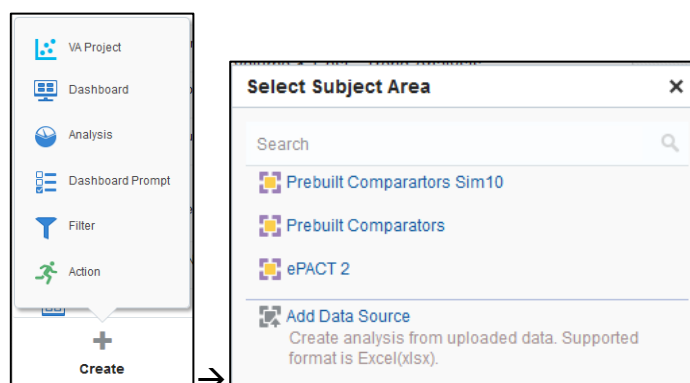 VA Project
Dashboard
Analysis
Dashboard Prompt
Filter
Action
Create
→
Select Subject Area
Search
Prebuilt Comparartors Sim10
Prebuilt Comparators
ePACT 2
Add Data Source
Create analysis from uploaded data. Supported
format is Excel(xlsx).